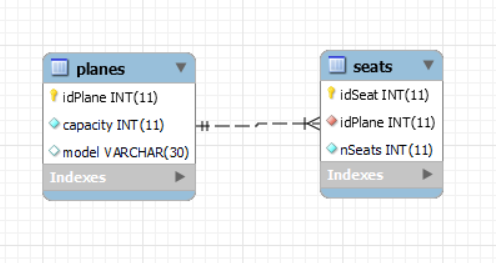 planes
idPlane INT(11)
capacity INT(11)
model VARCHAR(30)
Indexes
seats
idSeat INT(11)
idPlane INT(11)
nSeats INT(11)
Indexes